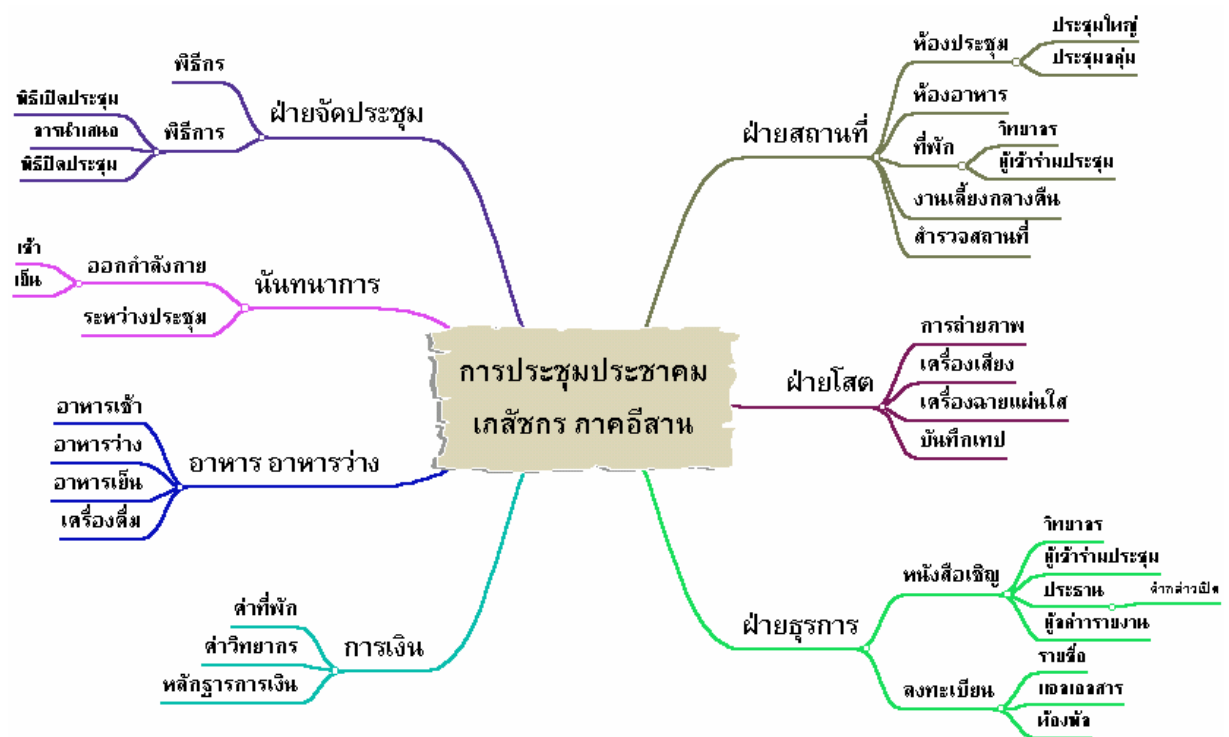 การประชุมประชาคม
เภสัชกร ภาคอีสาน
ฝ่ายจัดประชุม
พิธีกร
พิธีการ
พิธีเปิดประชุม
การนำเสนอ
พิธีปิดประชุม
นันทนาการ
ออกกำลังกาย
เช้า
เย็น
ระหว่างประชุม
อาหาร อาหารว่าง
อาหารเช้า
อาหารว่าง
อาหารเย็น
เครื่องดื่ม
การเงิน
ค่าที่พัก
ค่าวิทยากร
หลักฐารการเงิน
ฝ่ายสถานที่
ห้องประชุม
ประชุมใหญ่
ประชุมกลุ่ม
ห้องอาหาร
ที่พัก
วิทยากร
ผู้เข้าร่วมประชุม
งานเลี้ยงกลางคืน
สำรวจสถานที่
ฝ่ายโสต
การถ่ายภาพ
เครื่องเสียง
เครื่องฉายแผ่นใส
บันทึกเทป
ฝ่ายธุรการ
หนังสือเชิญ
วิทยากร
ผู้เข้าร่วมประชุม
ประธาน
คำกล่าวเปิด
ผู้กล่าวรายงาน
ลงทะเบียน
รายชื่อ
แจกเอกสาร
ห้องพัก